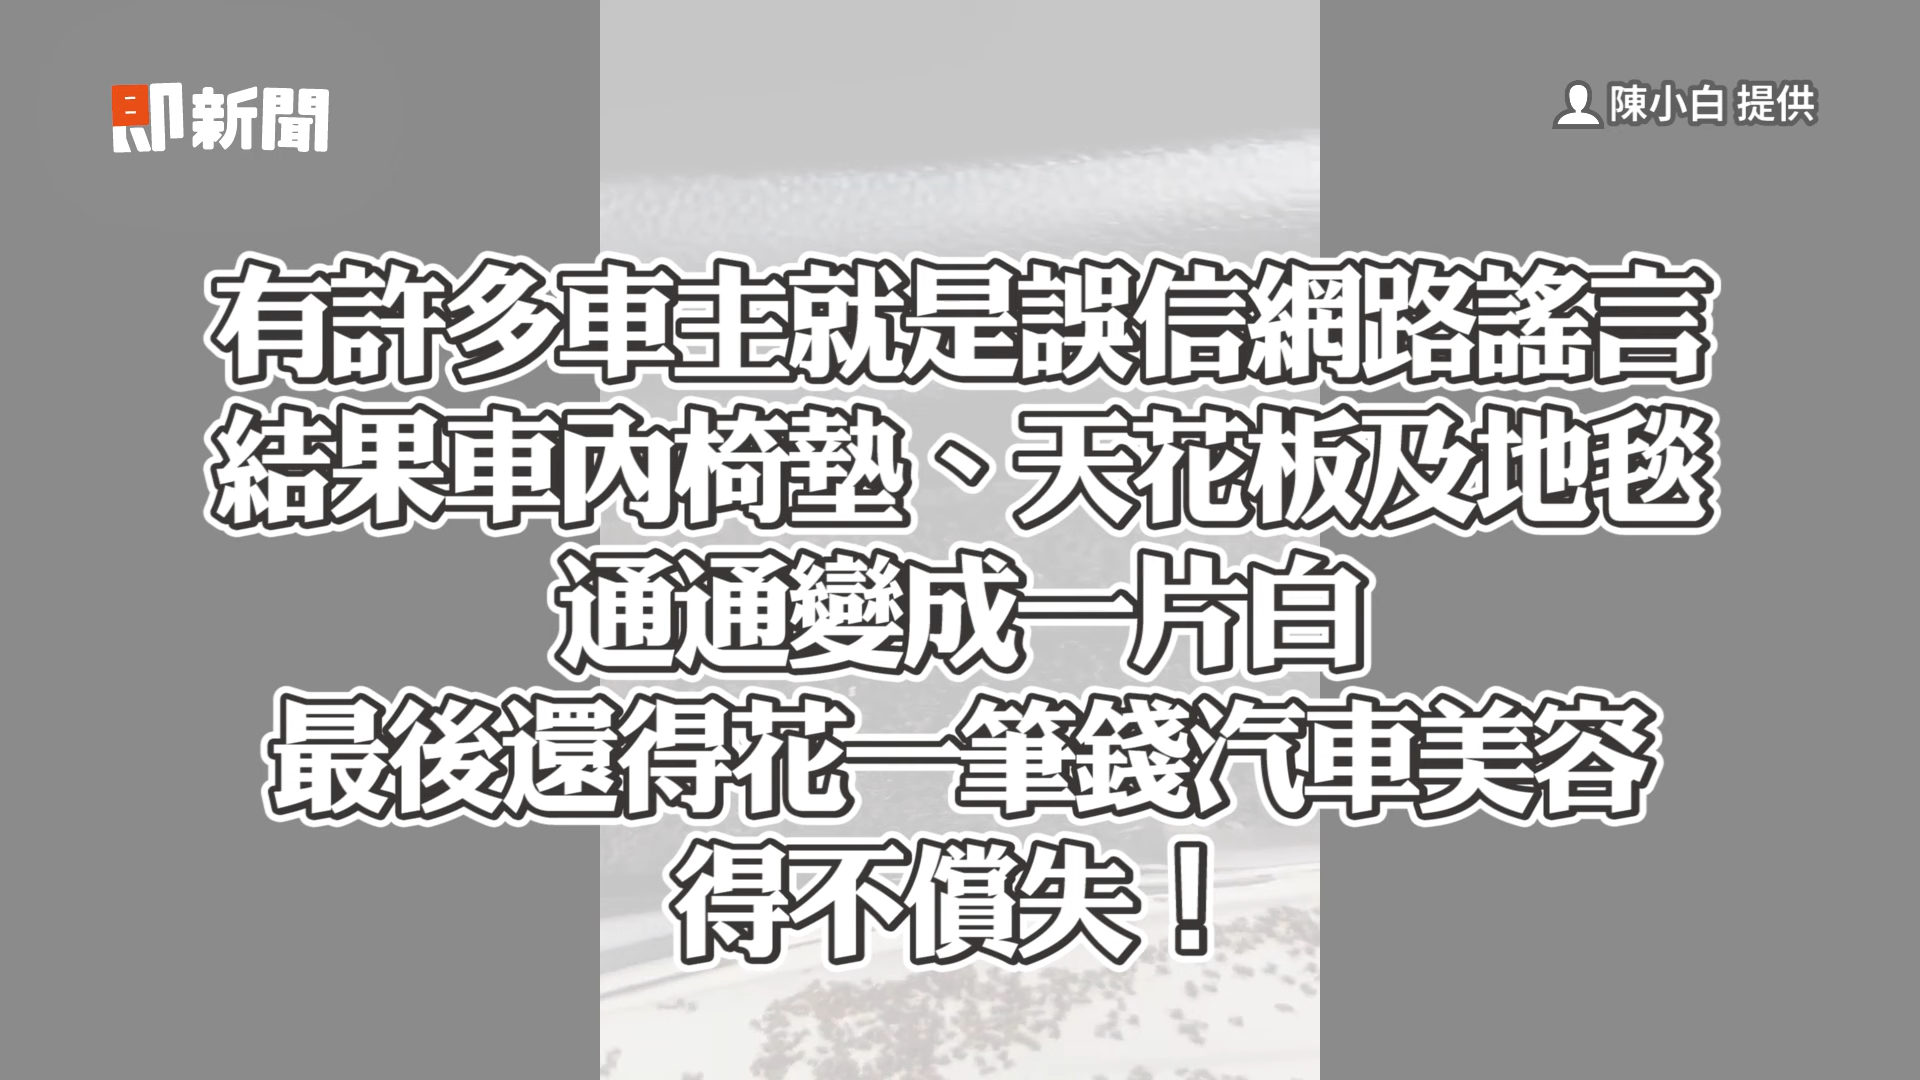 即新聞
陳小白 提供
有許多車主就是誤信網路謠言
結果車內椅墊、天花板及地毯
通通變成一片白
最後還得花一筆錢汽車美容
得不償失！